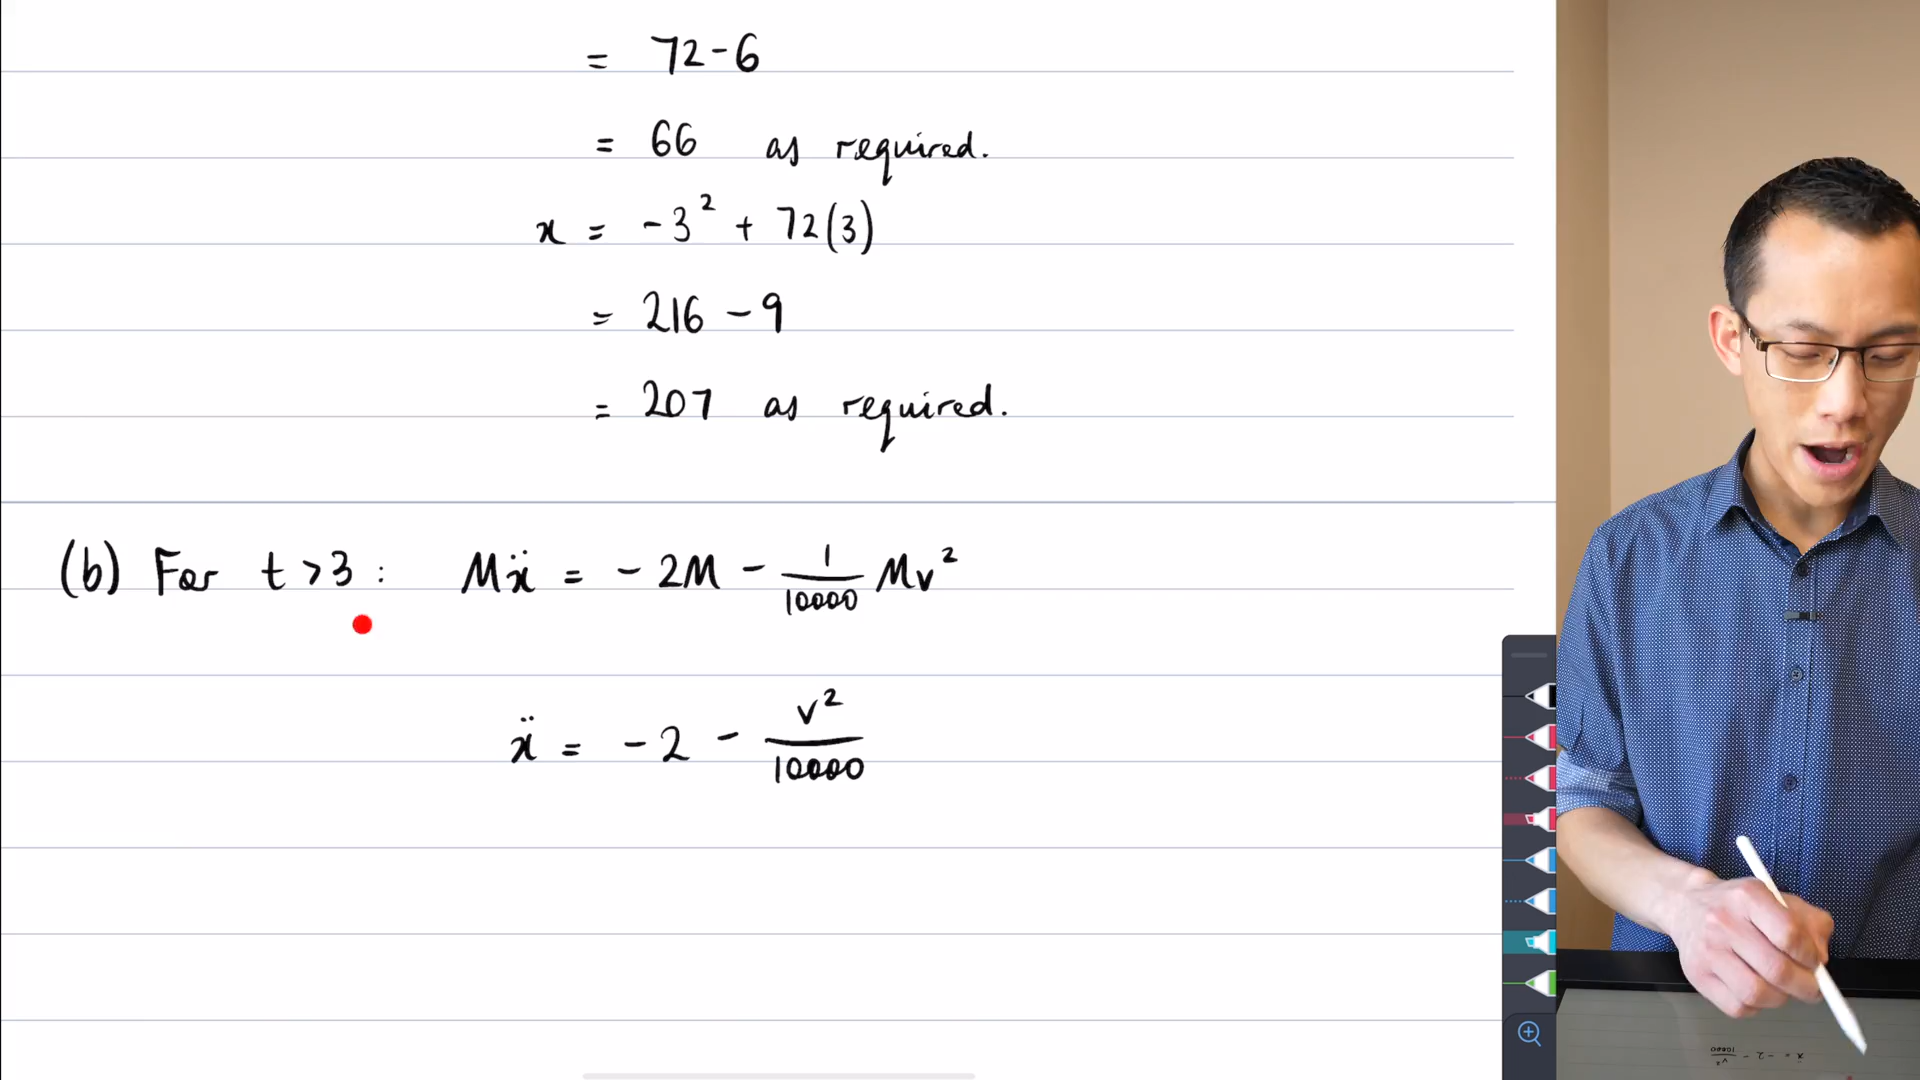 = 72 - 6
= 66 as required.
x = -3² + 72(3)
= 216 - 9
= 207 as required.
(b) For t > 3 : Mẍ = - 2M - 1/10000 Mv²
ẍ = - 2 - v²/10000